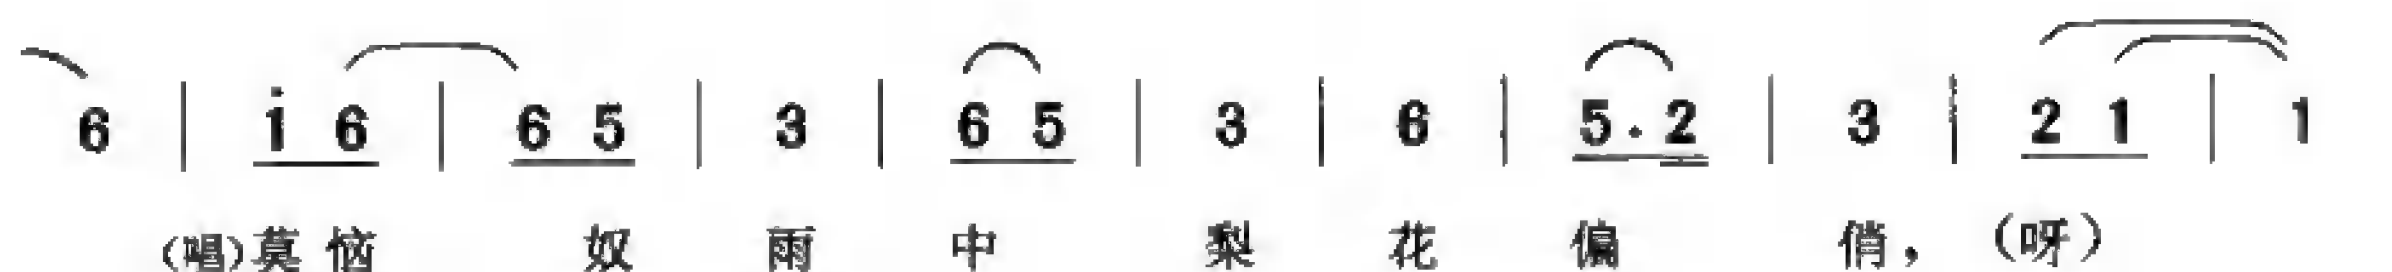 6 | i 6 | 6 5 | 3 | 6 5 | 3 | 6 | 5 . 2 | 3 | 2 1 | 1
（唱）莫恼 奴 雨 中 梨 花 偏 俏，（呀）